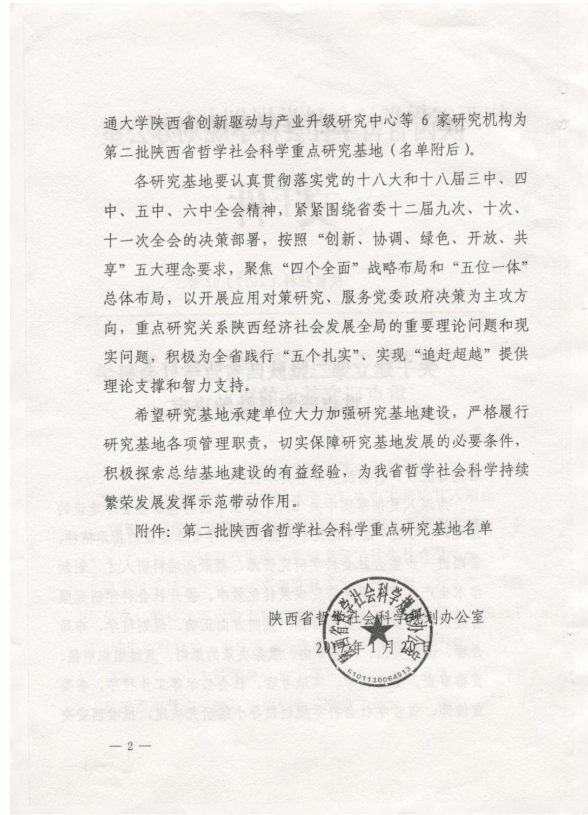 通大学陕西省创新驱动与产业升级研究中心等 6 家研究机构为
第二批陕西省哲学社会科学重点研究基地（名单附后）。
各研究基地要认真贯彻落实党的十八大和十八届三中、四
中、五中、六中全会精神，紧紧围绕省委十二届九次、十次、
十一次全会的决策部署，按照“创新、协调、绿色、开放、共
享”五大理念要求，聚焦“四个全面”战略布局和“五位一体”
总体布局，以开展应用对策研究、服务党委政府决策为主攻方
向，重点研究关系陕西经济社会发展全局的重要理论问题和现
实问题，积极为全省践行“五个扎实”、实现“追赶超越”提供
理论支撑和智力支持。
希望研究基地承建单位大力加强研究基地建设，严格履行
研究基地各项管理职责，切实保障研究基地发展的必要条件，
积极探索总结基地建设的有益经验，为我省哲学社会科学持续
繁荣发展发挥示范带动作用。
附件：第二批陕西省哲学社会科学重点研究基地名单
陕西省哲学社会科学规划办公室
年 1 月 20 日
陕西省哲学社会科学规划办公室
6101130064913
— 2 —